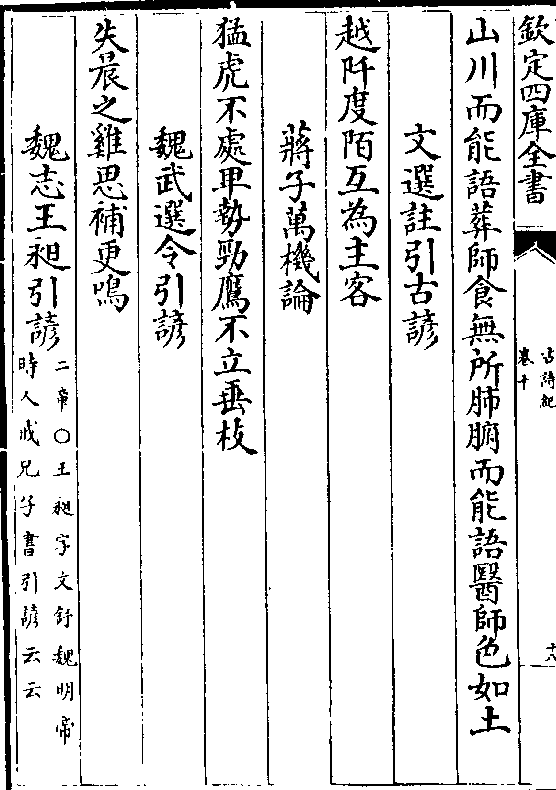 欽定四庫全書
古詩紀
卷十
十六
山川而能語葬師食無所肺腑而能語醫師色如土
文選註引古諺
越阡度陌互為主客
蔣子萬機論
猛虎不處卑勢勁鷹不立垂枝
魏武選令引諺
失晨之雞思補更鳴
魏志王昶引諺
二帝○王昶字文舒魏明帝
時人戒兄子書引諺云云